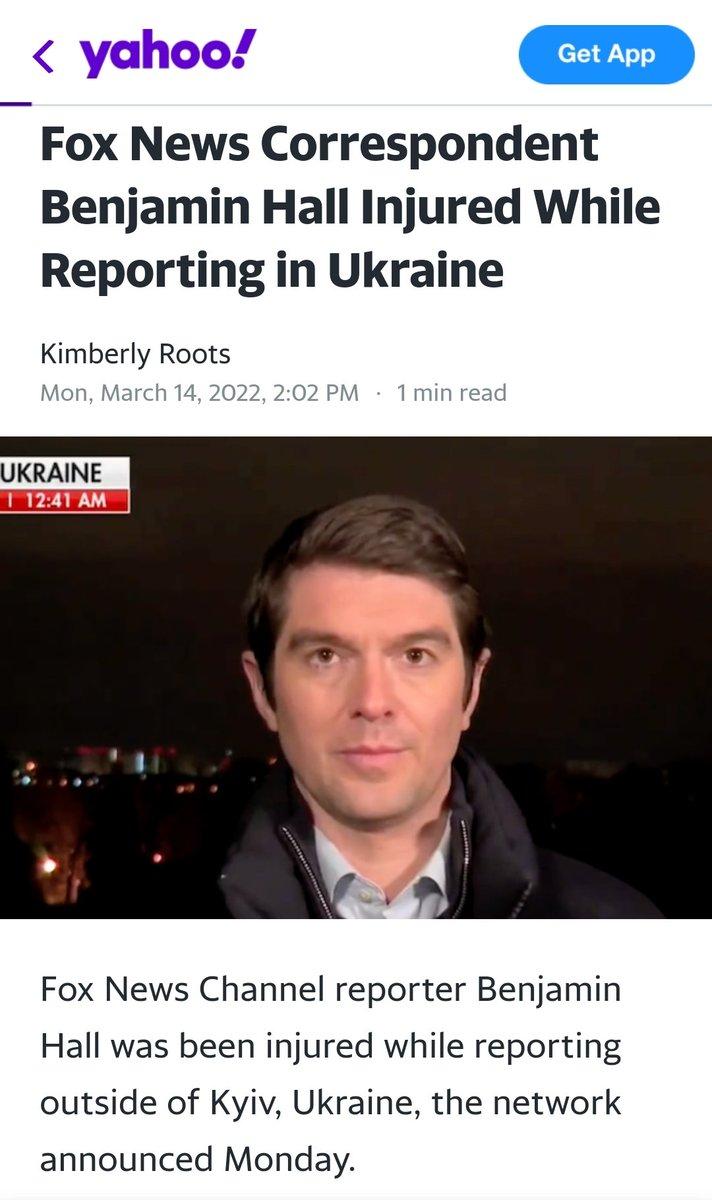 yahoo!
Get App
Fox News Correspondent
Benjamin Hall Injured While
Reporting in Ukraine
Kimberly Roots
Mon, March 14, 2022, 2:02 PM · 1 min read
UKRAINE
12:41 AM
Fox News Channel reporter Benjamin
Hall was been injured while reporting
outside of Kyiv, Ukraine, the network
announced Monday.